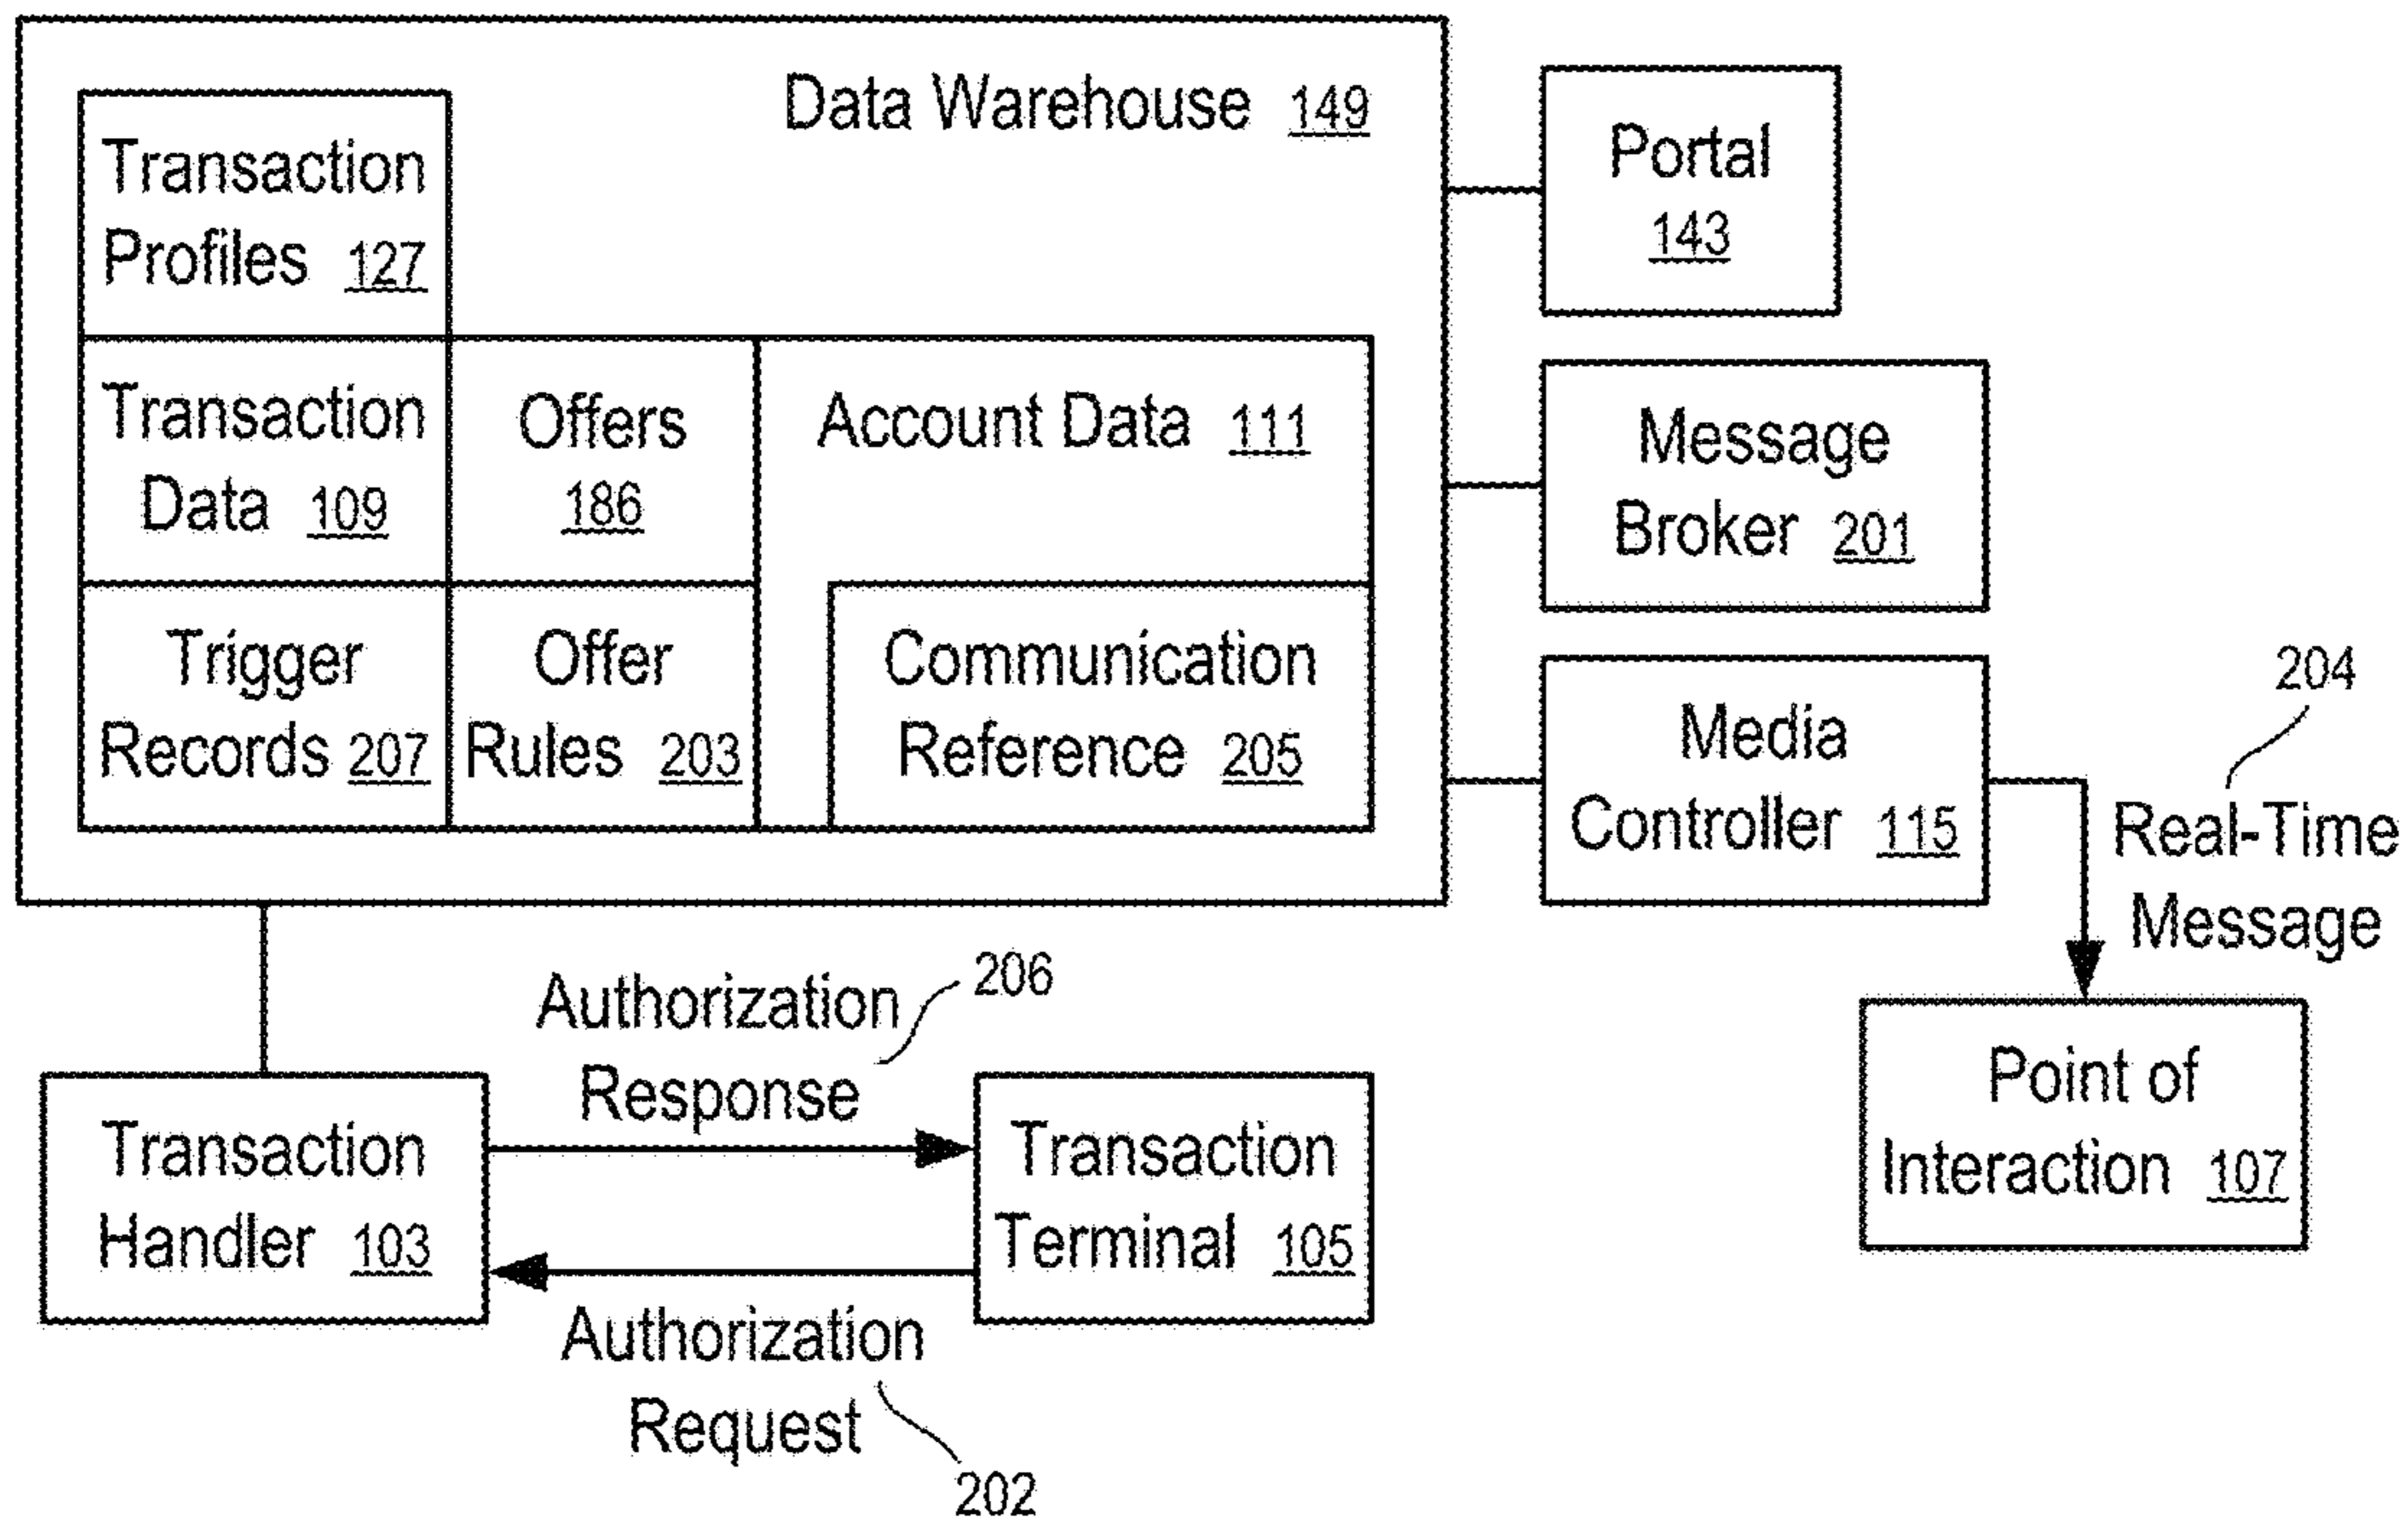 Data Warehouse 149
Transaction
Profiles 127
Transaction
Data 109
Offers
186
Account Data 111
Trigger
Records 207
Offer
Rules 203
Communication
Reference 205
Portal
143
Message
Broker 201
Media
Controller 115
204
Real-Time
Message
Point of
Interaction 107
Authorization
Response
206
Transaction
Handler 103
Transaction
Terminal 105
Authorization
Request
202